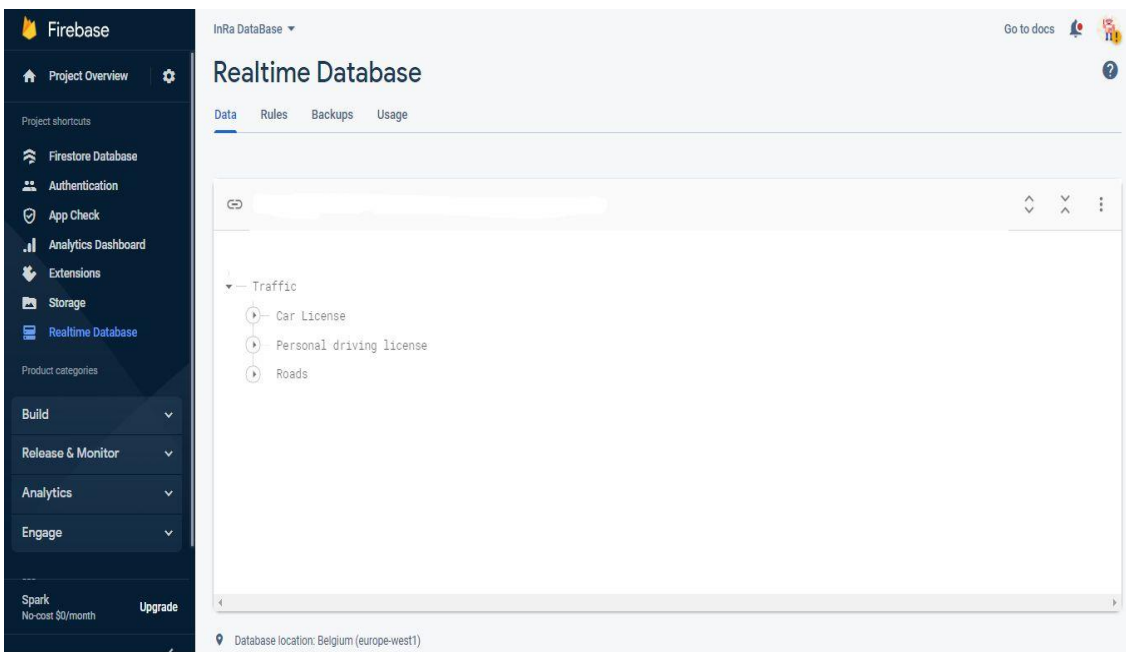 Firebase
Project Overview
Project shortcuts
Firestore Database
Authentication
App Check
Analytics Dashboard
Extensions
Storage
Realtime Database
Product categories
Build
Release & Monitor
Analytics
Engage
Spark
No-cost $0/month
Upgrade
InRa DataBase
Go to docs
Realtime Database
Data Rules Backups Usage
Traffic
Car License
Personal driving license
Roads
Database location: Belgium (europe-west1)